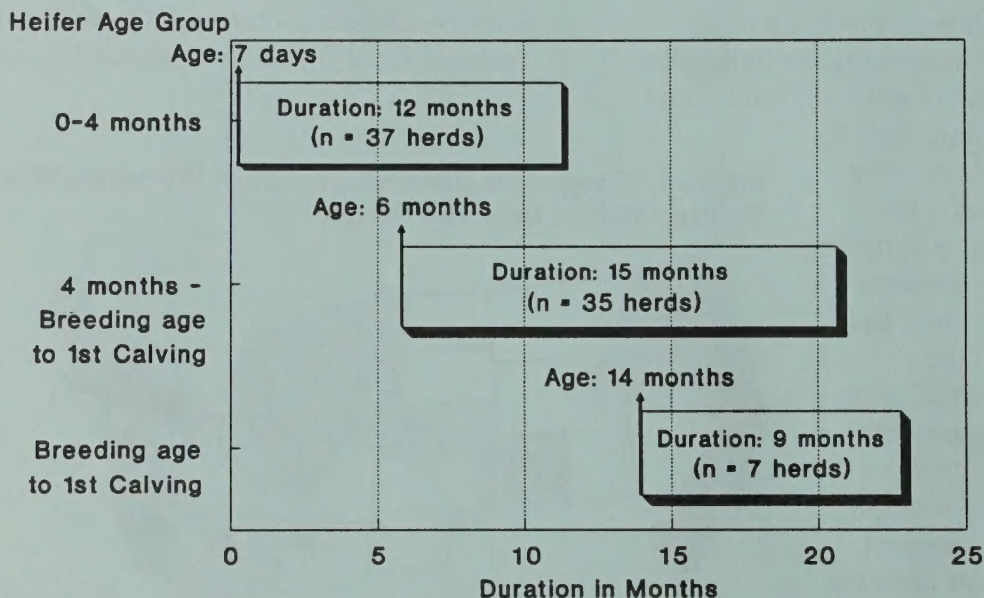 Heifer Age Group
Age: 7 days
0-4 months
Duration: 12 months
(n = 37 herds)
Age: 6 months
4 months -
Breeding age
to 1st Calving
Duration: 15 months
(n = 35 herds)
Age: 14 months
Breeding age
to 1st Calving
Duration: 9 months
(n = 7 herds)
0 5 10 15 20 25
Duration in Months